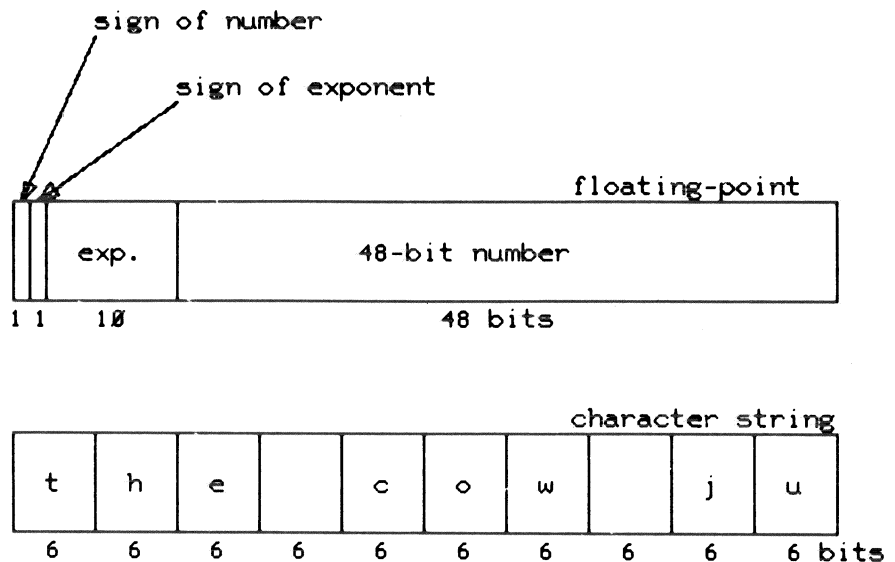 sign of number
sign of exponent
floating-point
exp. 48-bit number
1 1 10 48 bits
character string
t h e c o w j u
6 6 6 6 6 6 6 6 6 6 bits